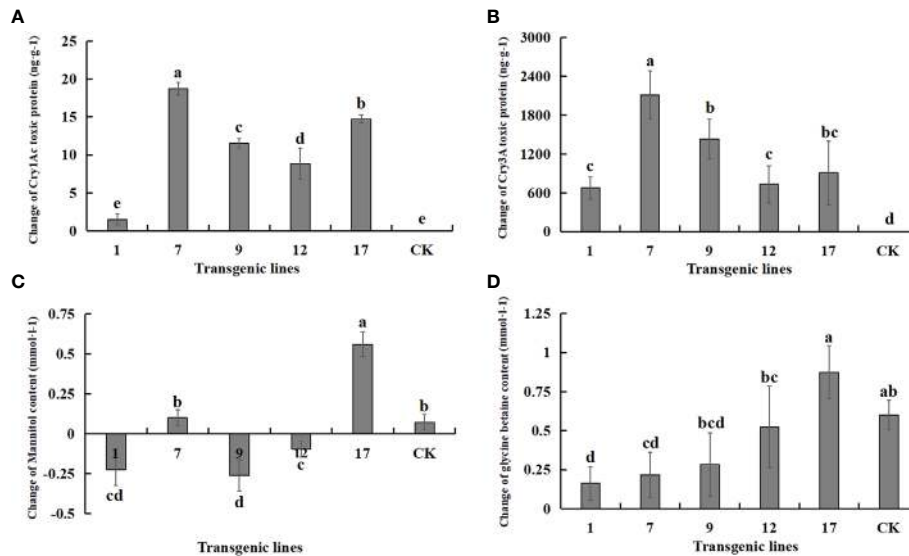 A
Change of Cry1Ac toxic protein (ng·g-1)
25
20
15
10
5
0
e
a
c
d
b
e
1 7 9 12 17 CK
Transgenic lines
B
Change of Cry3A toxic protein (ng·g-1)
3000
2400
1800
1200
600
0
c
a
b
c
bc
d
1 7 9 12 17 CK
Transgenic lines
C
Change of Mannitol content (mmol·l-1)
0.75
0.5
0.25
0
-0.25
-0.5
cd
b
d
c
a
b
1 7 9 12 17 CK
Transgenic lines
D
Change of glycine betaine content (mmol·l-1)
1.25
1
0.75
0.5
0.25
0
d
cd
bcd
bc
a
ab
1 7 9 12 17 CK
Transgenic lines